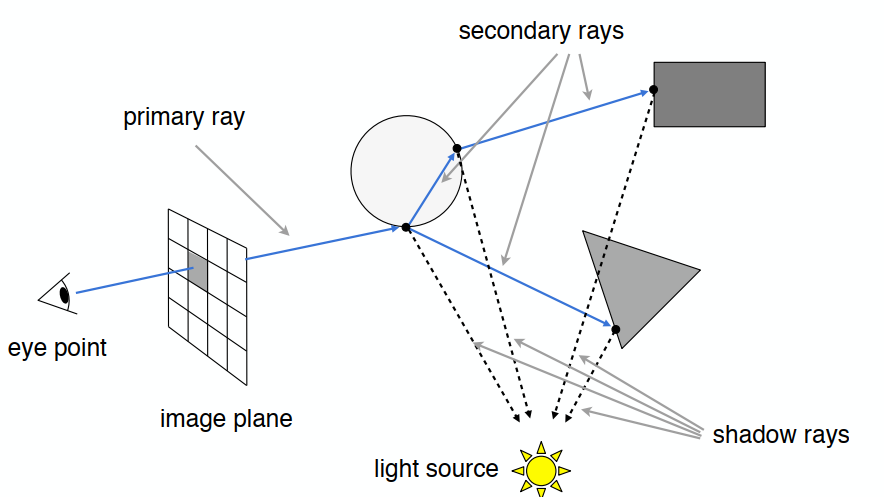 secondary rays
primary ray
eye point
image plane
light source
shadow rays